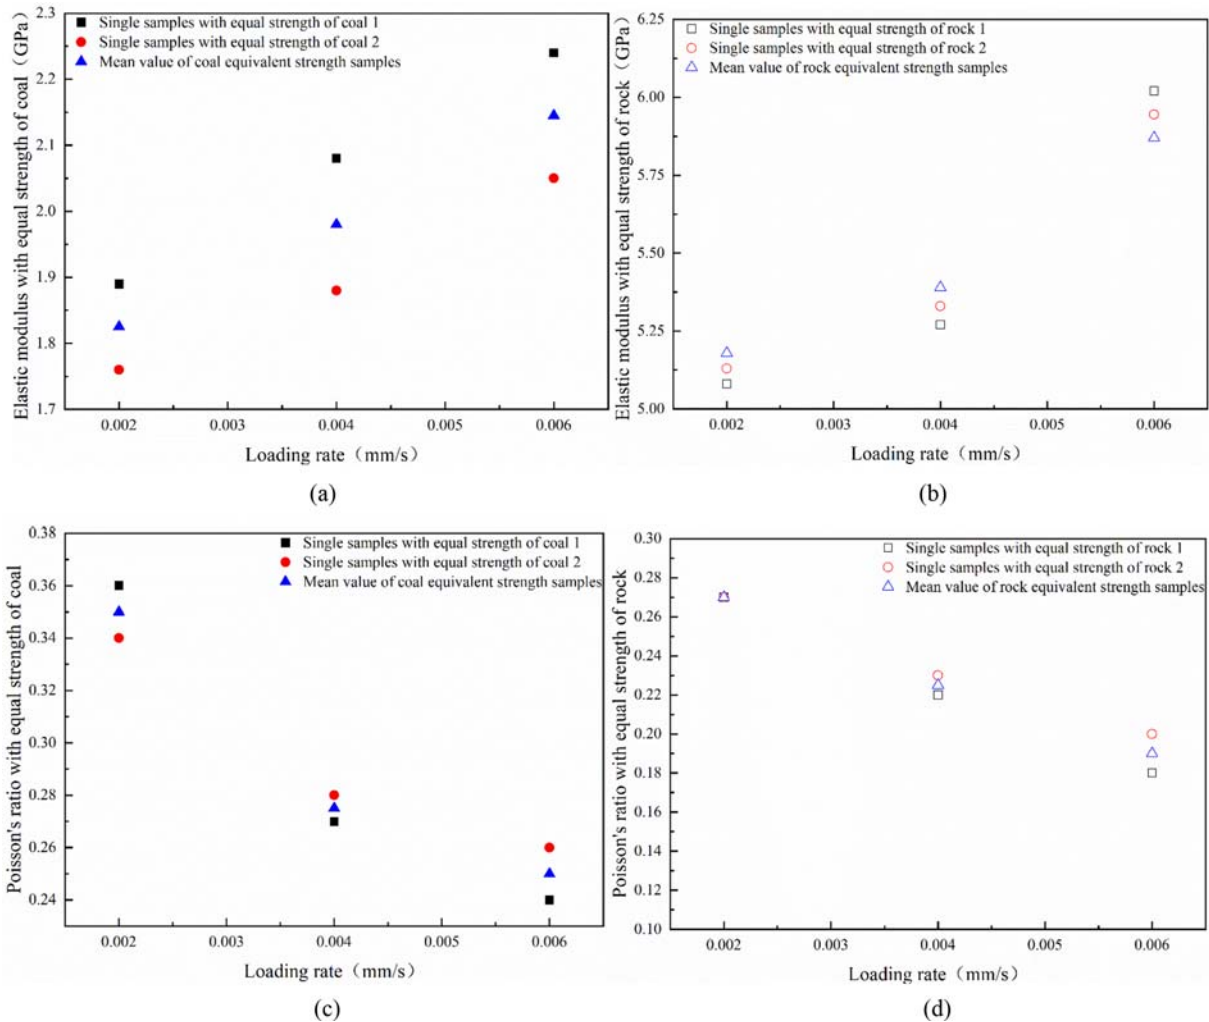 Single samples with equal strength of coal 1
Single samples with equal strength of coal 2
Mean value of coal equivalent strength samples
Elastic modulus with equal strength of coal（GPa）
2.3
2.2
2.1
2.0
1.9
1.8
1.7
0.002 0.003 0.004 0.005 0.006
Loading rate（mm/s）
(a)
Single samples with equal strength of rock 1
Single samples with equal strength of rock 2
Mean value of rock equivalent strength samples
Elastic modulus with equal strength of rock（GPa）
6.25
6.00
5.75
5.50
5.25
5.00
0.002 0.003 0.004 0.005 0.006
Loading rate（mm/s）
(b)
Single samples with equal strength of coal 1
Single samples with equal strength of coal 2
Mean value of coal equivalent strength samples
Poisson's ratio with equal strength of coal
0.38
0.36
0.34
0.32
0.30
0.28
0.26
0.24
0.002 0.003 0.004 0.005 0.006
Loading rate（mm/s）
(c)
Single samples with equal strength of rock 1
Single samples with equal strength of rock 2
Mean value of rock equivalent strength samples
Poisson's ratio with equal strength of rock
0.30
0.28
0.26
0.24
0.22
0.20
0.18
0.16
0.14
0.12
0.10
0.002 0.003 0.004 0.005 0.006
Loading rate（mm/s）
(d)